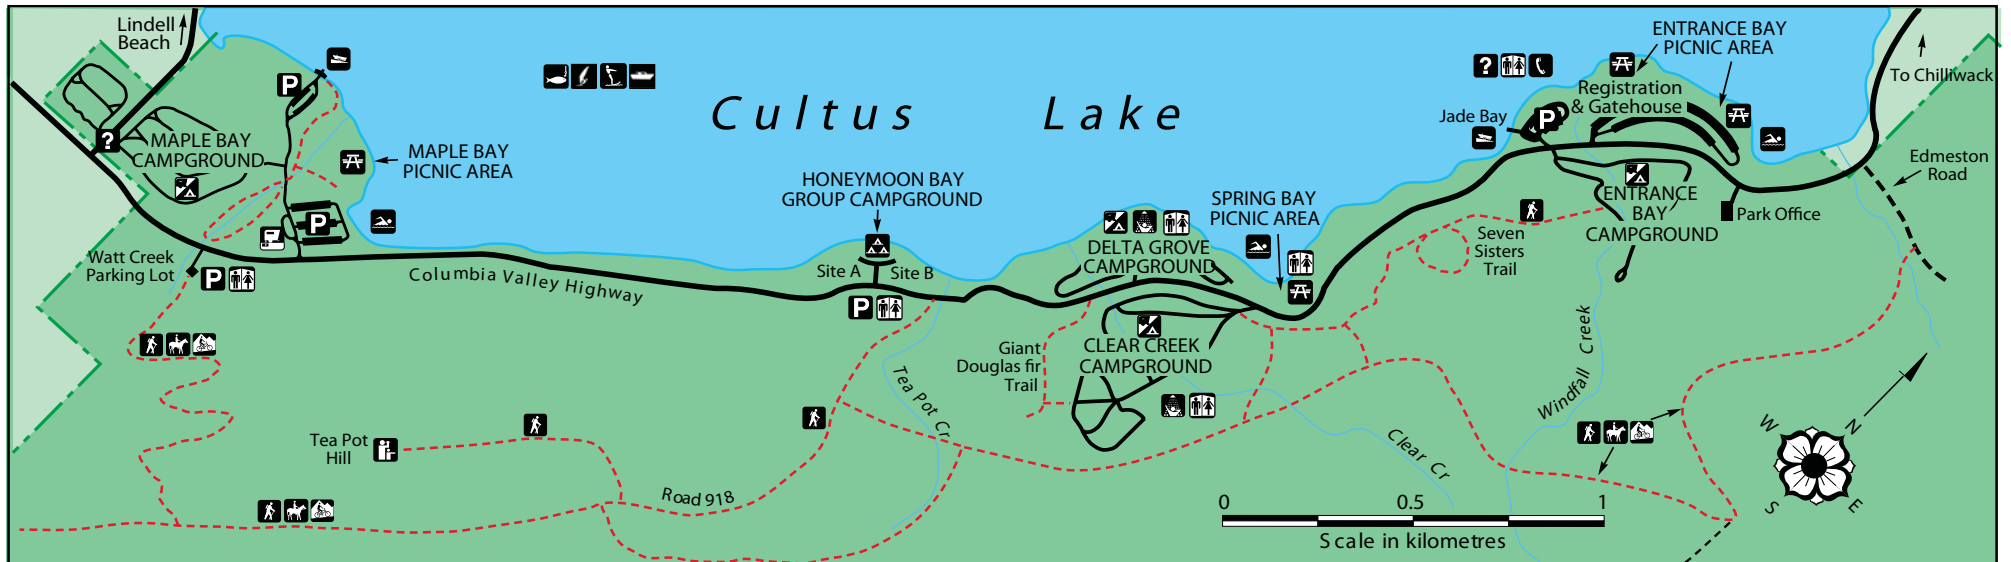 Lindell
Beach
MAPLE BAY
CAMPGROUND
?
P
MAPLE BAY
PICNIC AREA
P
Watt Creek
Parking Lot
P
Columbia Valley Highway
Cultus Lake
HONEYMOON BAY
GROUP CAMPGROUND
Site A
Site B
P
DELTA GROVE
CAMPGROUND
SPRING BAY
PICNIC AREA
Giant
Douglas fir
Trail
CLEAR CREEK
CAMPGROUND
Tea Pot Cr
Tea Pot
Hill
Road 918
ENTRANCE BAY
PICNIC AREA
?
Registration
& Gatehouse
Jade Bay
P
To Chilliwack
Edmeston
Road
ENTRANCE
BAY
CAMPGROUND
Park Office
Seven
Sisters
Trail
Windfall Creek
Clear Cr
W
N
S
E
0
0.5
1
Scale in kilometres